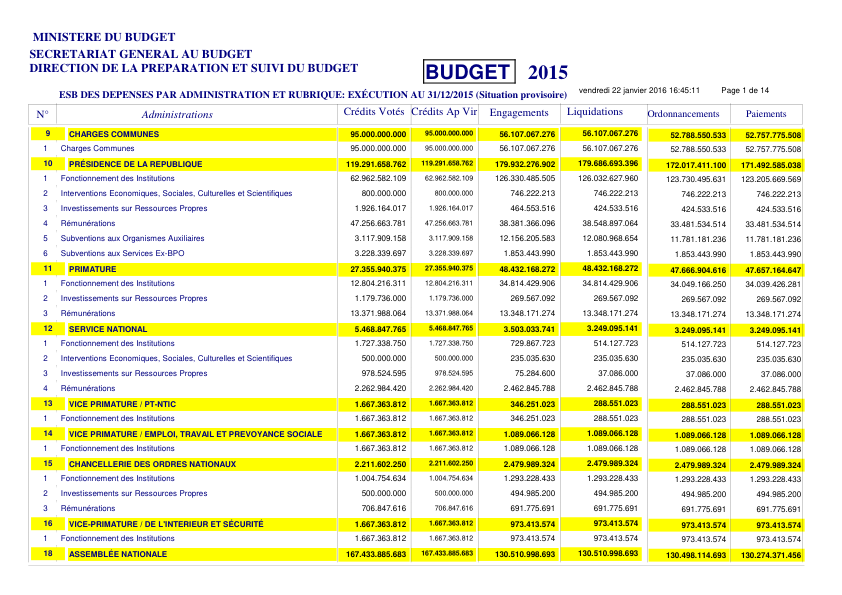 MINISTERE DU BUDGET
SECRETARIAT GENERAL AU BUDGET
DIRECTION DE LA PREPARATION ET SUIVI DU BUDGET
BUDGET 2015
ESB DES DEPENSES PAR ADMINISTRATION ET RUBRIQUE: EXÉCUTION AU 31/12/2015 (Situation provisoire) vendredi 22 janvier 2016 16:45:11 Page 1 de 14
N° Administrations Crédits Votés Crédits Ap Vir Engagements Liquidations Ordonnancements Paiements
9 CHARGES COMMUNES 95.000.000.000 95.000.000.000 56.107.067.276 56.107.067.276 52.788.550.533 52.757.775.508
1 Charges Communes 95.000.000.000 95.000.000.000 56.107.067.276 56.107.067.276 52.788.550.533 52.757.775.508
10 PRÉSIDENCE DE LA REPUBLIQUE 119.291.658.762 119.291.658.762 179.932.276.902 179.686.693.396 172.017.411.100 171.492.585.038
1 Fonctionnement des Institutions 62.962.582.109 62.962.582.109 126.330.485.505 126.032.627.960 123.730.495.631 123.205.669.569
2 Interventions Economiques, Sociales, Culturelles et Scientifiques 800.000.000 800.000.000 746.222.213 746.222.213 746.222.213 746.222.213
3 Investissements sur Ressources Propres 1.926.164.017 1.926.164.017 464.553.516 424.533.516 424.533.516 424.533.516
4 Rémunérations 47.256.663.781 47.256.663.781 38.381.366.096 38.548.897.064 33.481.534.514 33.481.534.514
5 Subventions aux Organismes Auxiliaires 3.117.909.158 3.117.909.158 12.156.205.583 12.080.968.654 11.781.181.236 11.781.181.236
6 Subventions aux Services Ex-BPO 3.228.339.697 3.228.339.697 1.853.443.990 1.853.443.990 1.853.443.990 1.853.443.990
11 PRIMATURE 27.355.940.375 27.355.940.375 48.432.168.272 48.432.168.272 47.666.904.616 47.657.164.647
1 Fonctionnement des Institutions 12.804.216.311 12.804.216.311 34.814.429.906 34.814.429.906 34.049.166.250 34.039.426.281
2 Investissements sur Ressources Propres 1.179.736.000 1.179.736.000 269.567.092 269.567.092 269.567.092 269.567.092
3 Rémunérations 13.371.988.064 13.371.988.064 13.348.171.274 13.348.171.274 13.348.171.274 13.348.171.274
12 SERVICE NATIONAL 5.468.847.765 5.468.847.765 3.503.033.741 3.249.095.141 3.249.095.141 3.249.095.141
1 Fonctionnement des Institutions 1.727.338.750 1.727.338.750 729.867.723 514.127.723 514.127.723 514.127.723
2 Interventions Economiques, Sociales, Culturelles et Scientifiques 500.000.000 500.000.000 235.035.630 235.035.630 235.035.630 235.035.630
3 Investissements sur Ressources Propres 978.524.595 978.524.595 75.284.600 37.086.000 37.086.000 37.086.000
4 Rémunérations 2.262.984.420 2.262.984.420 2.462.845.788 2.462.845.788 2.462.845.788 2.462.845.788
13 VICE PRIMATURE / PT-NTIC 1.667.363.812 1.667.363.812 346.251.023 288.551.023 288.551.023 288.551.023
1 Fonctionnement des Institutions 1.667.363.812 1.667.363.812 346.251.023 288.551.023 288.551.023 288.551.023
14 VICE PRIMATURE / EMPLOI, TRAVAIL ET PREVOYANCE SOCIALE 1.667.363.812 1.667.363.812 1.089.066.128 1.089.066.128 1.089.066.128 1.089.066.128
1 Fonctionnement des Institutions 1.667.363.812 1.667.363.812 1.089.066.128 1.089.066.128 1.089.066.128 1.089.066.128
15 CHANCELLERIE DES ORDRES NATIONAUX 2.211.602.250 2.211.602.250 2.479.989.324 2.479.989.324 2.479.989.324 2.479.989.324
1 Fonctionnement des Institutions 1.004.754.634 1.004.754.634 1.293.228.433 1.293.228.433 1.293.228.433 1.293.228.433
2 Investissements sur Ressources Propres 500.000.000 500.000.000 494.985.200 494.985.200 494.985.200 494.985.200
3 Rémunérations 706.847.616 706.847.616 691.775.691 691.775.691 691.775.691 691.775.691
16 VICE-PRIMATURE / DE L'INTERIEUR ET SÉCURITÉ 1.667.363.812 1.667.363.812 973.413.574 973.413.574 973.413.574 973.413.574
1 Fonctionnement des Institutions 1.667.363.812 1.667.363.812 973.413.574 973.413.574 973.413.574 973.413.574
18 ASSEMBLÉE NATIONALE 167.433.885.683 167.433.885.683 130.510.998.693 130.510.998.693 130.498.114.693 130.274.371.456